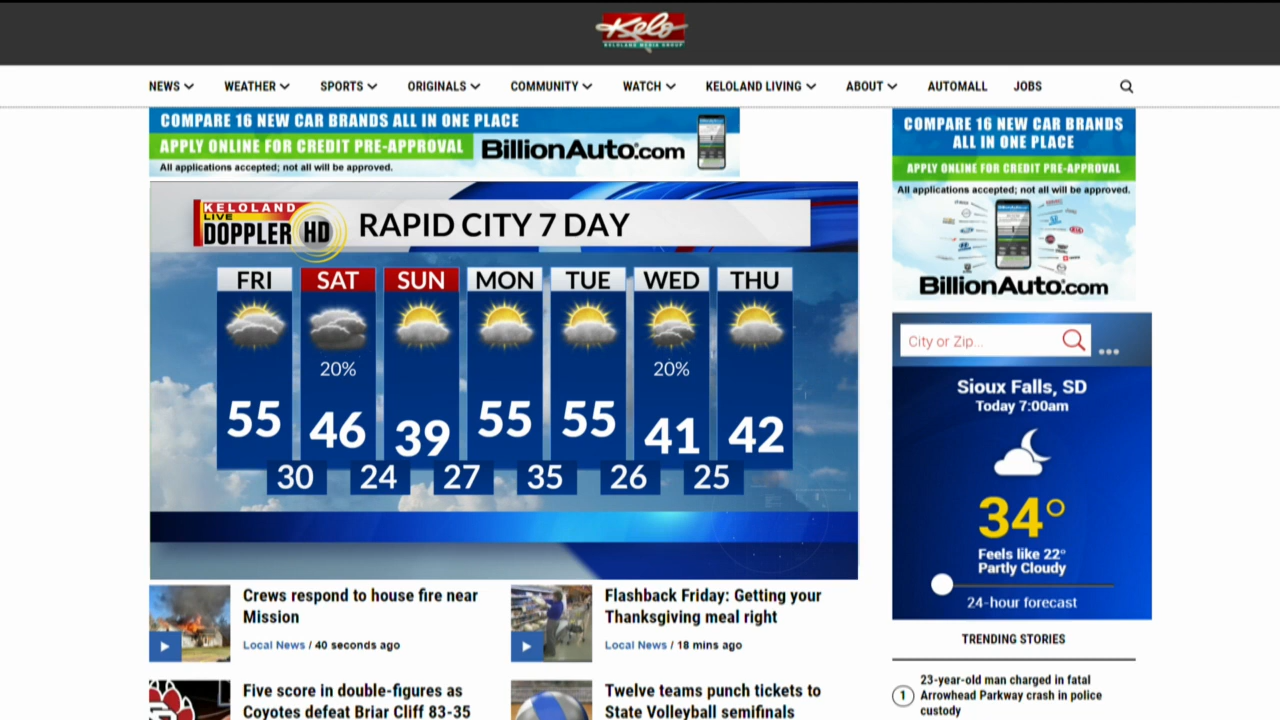 Kelo
KELOLAND MEDIA GROUP
NEWS WEATHER SPORTS ORIGINALS COMMUNITY WATCH KELOLAND LIVING ABOUT AUTOMALL JOBS
COMPARE 16 NEW CAR BRANDS ALL IN ONE PLACE
APPLY ONLINE FOR CREDIT PRE-APPROVAL
BillionAuto.com
All applications accepted; not all will be approved.
COMPARE 16 NEW CAR BRANDS
ALL IN ONE PLACE
APPLY ONLINE FOR CREDIT PRE-APPROVAL
All applications accepted; not all will be approved.
KIA
BillionAuto.com
KELOLAND
LIVE
DOPPLER HD
RAPID CITY 7 DAY
FRI SAT SUN MON TUE WED THU
20% 20%
55 46 39 55 55 41 42
30 24 27 35 26 25
City or Zip...
Sioux Falls, SD
Today 7:00am
34°
Feels like 22°
Partly Cloudy
24-hour forecast
Crews respond to house fire near
Mission
Local News / 40 seconds ago
Flashback Friday: Getting your
Thanksgiving meal right
Local News / 18 mins ago
Five score in double-figures as
Coyotes defeat Briar Cliff 83-35
Twelve teams punch tickets to
State Volleyball semifinals
TRENDING STORIES
1
23-year-old man charged in fatal
Arrowhead Parkway crash in police
custody